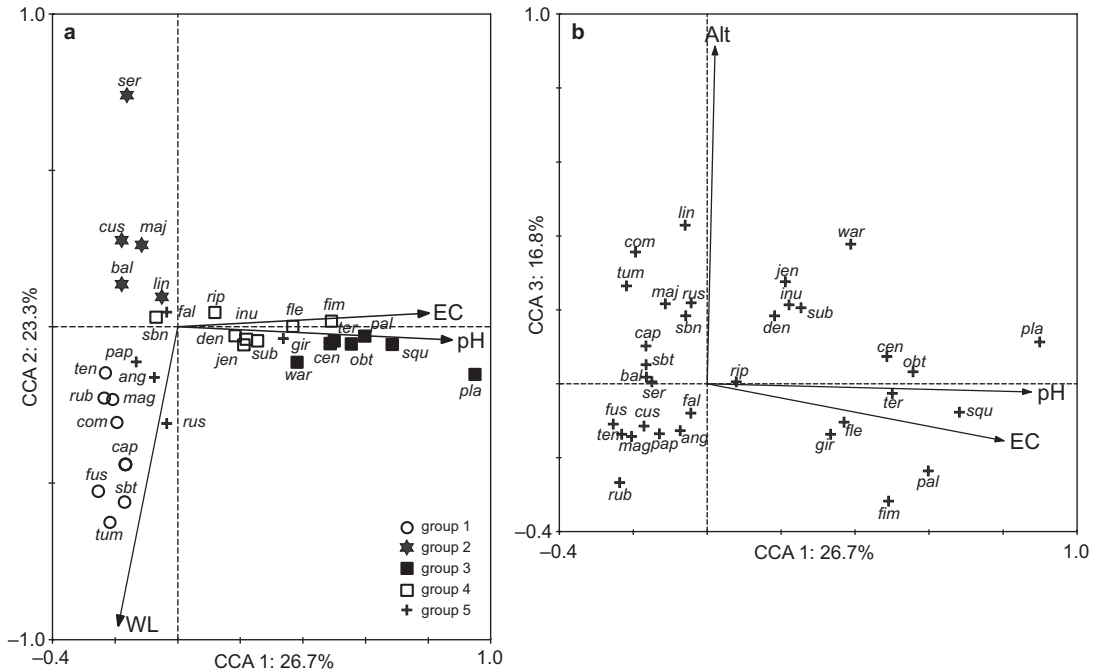 1.0
a
ser
cus
maj
bal
lin
fal
rip
sbn
inu
fle
fim
EC
den
ter
pal
pH
jen
sub
gir
cen
obt
squ
war
pla
pap
ten
ang
rub
mag
com
rus
cap
fus
sbt
tum
WL
group 1
group 2
group 3
group 4
group 5
CCA 2: 23.3%
–1.0
–0.4
CCA 1: 26.7%
1.0
1.0
b
Alt
lin
com
war
tum
jen
maj
rus
inu
sub
sbn
den
pla
cap
cen
sbt
obt
bal
rip
ser
pH
ter
fal
squ
fus
cus
fle
EC
ten
mag
pap
ang
gir
pal
rub
fim
CCA 3: 16.8%
–0.4
–0.4
CCA 1: 26.7%
1.0